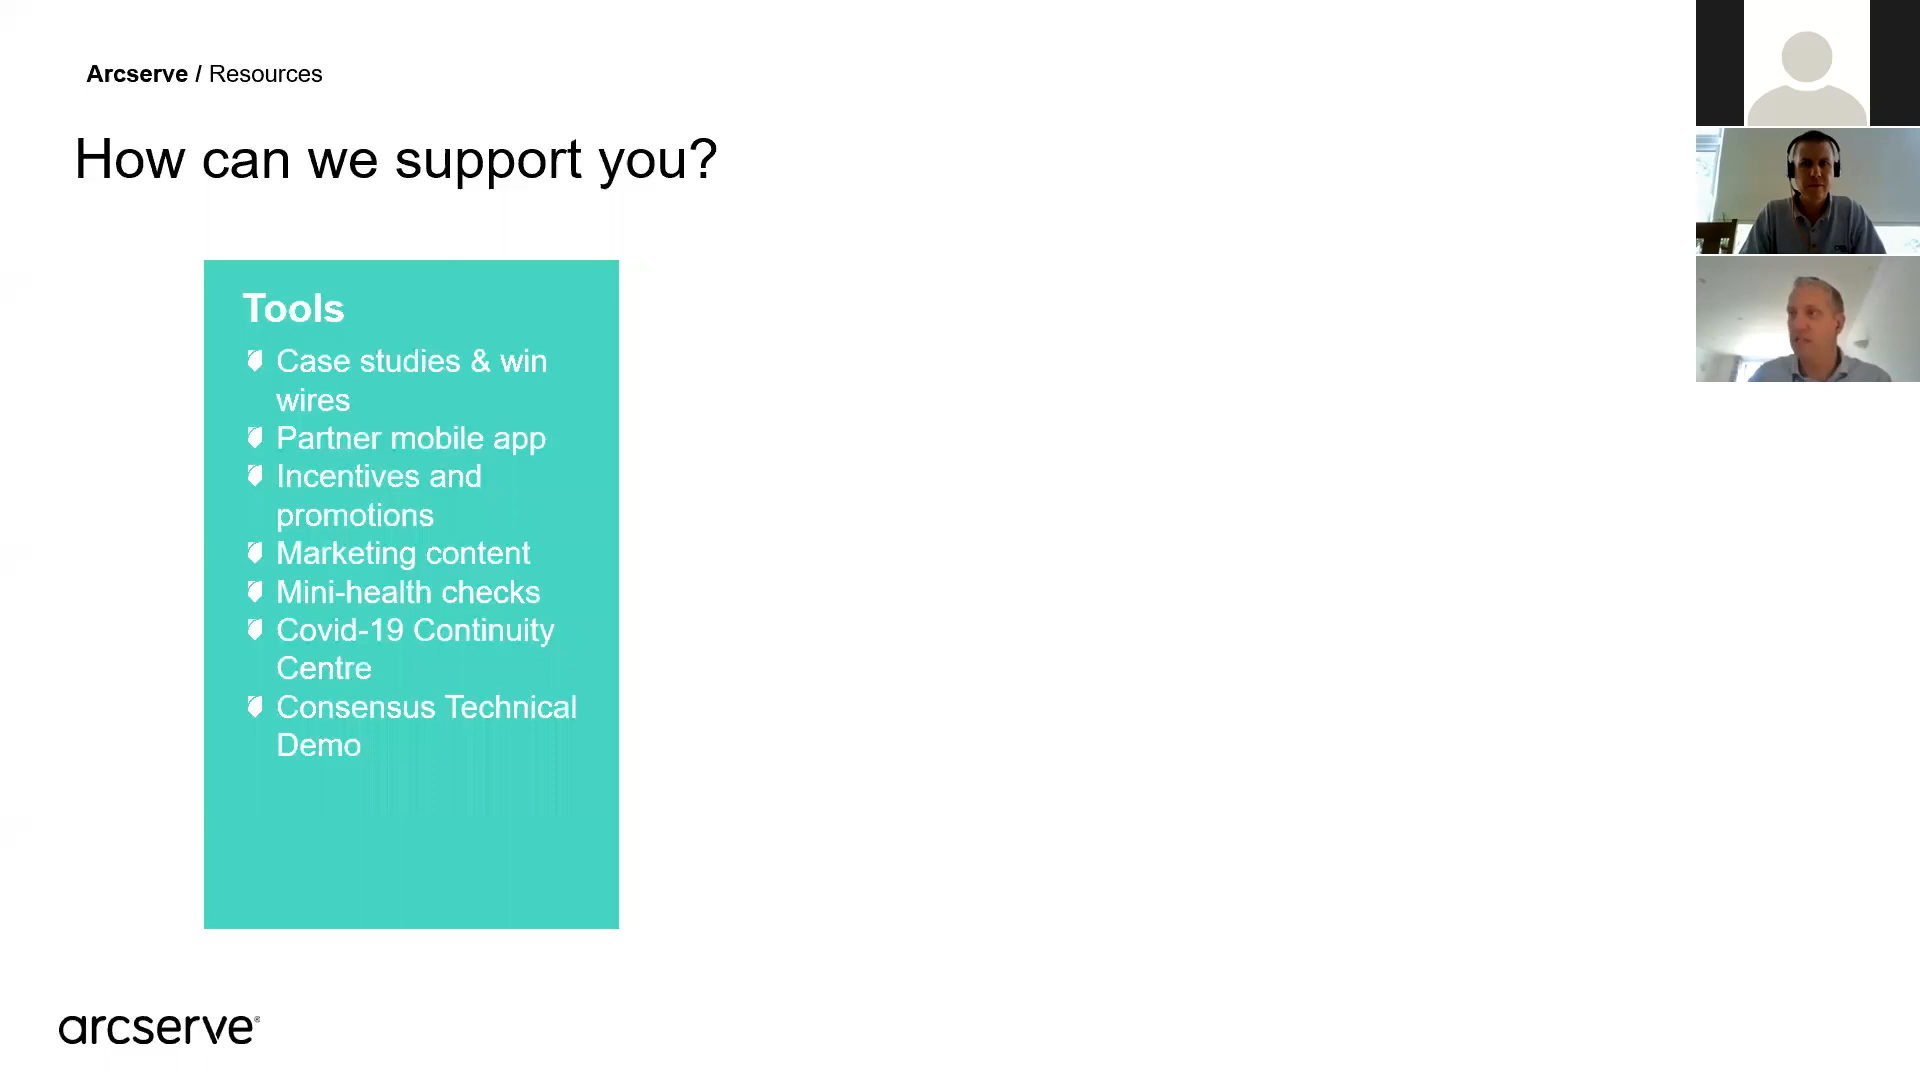 Arcserve / Resources
How can we support you?
Tools
Case studies & win
wires
Partner mobile app
Incentives and
promotions
Marketing content
Mini-health checks
Covid-19 Continuity
Centre
Consensus Technical
Demo
arcserve®